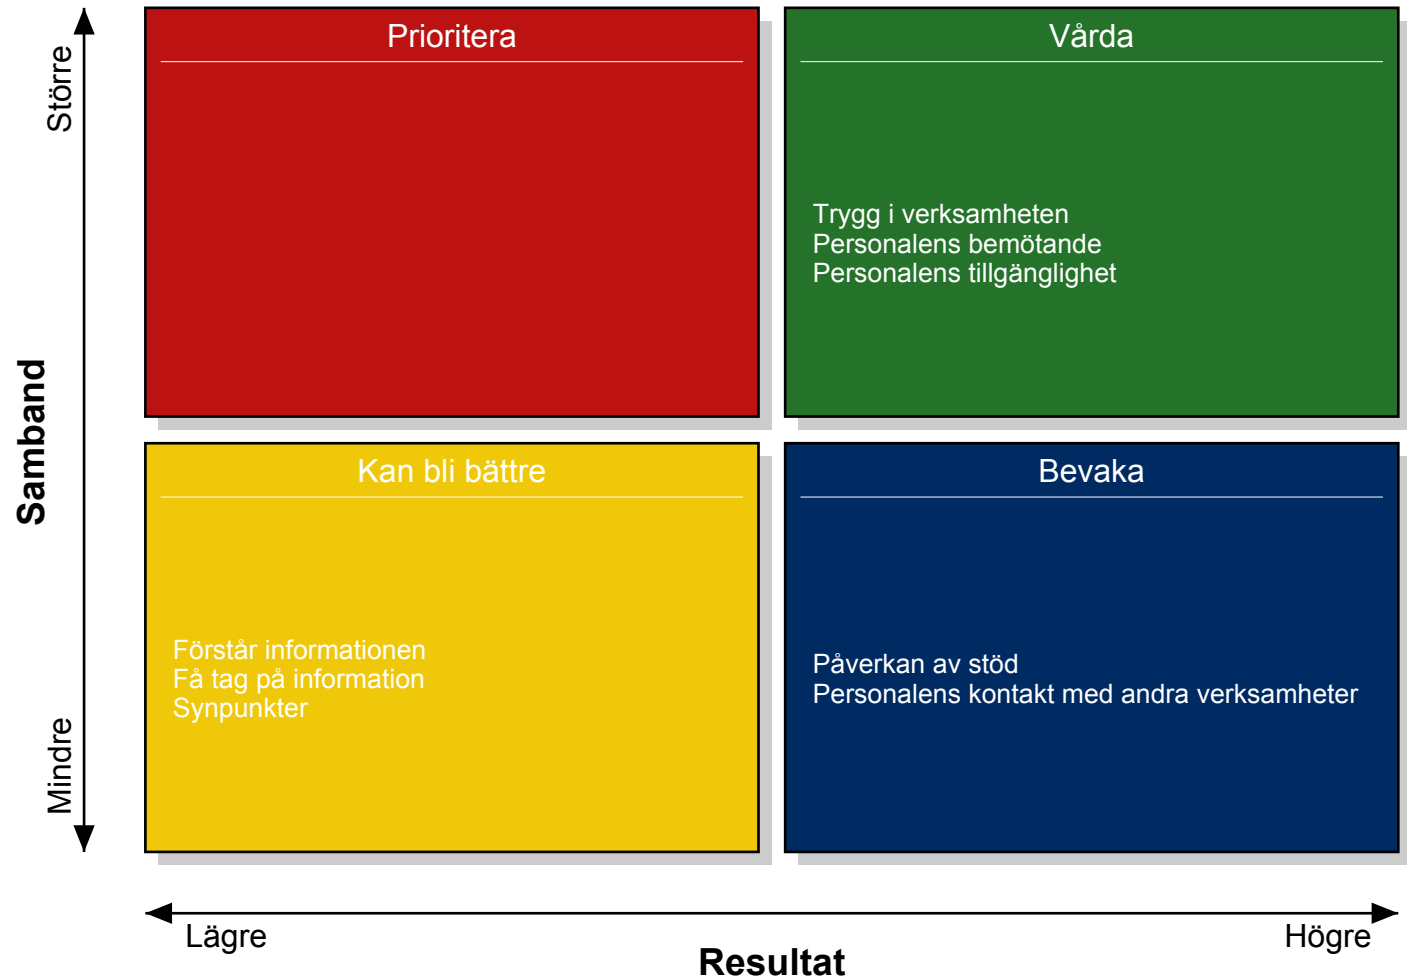 Större
Samband
Mindre
Prioritera
Vårda
Trygg i verksamheten
Personalens bemötande
Personalens tillgänglighet
Kan bli bättre
Förstår informationen
Få tag på information
Synpunkter
Bevaka
Påverkan av stöd
Personalens kontakt med andra verksamheter
Lägre
Högre
Resultat